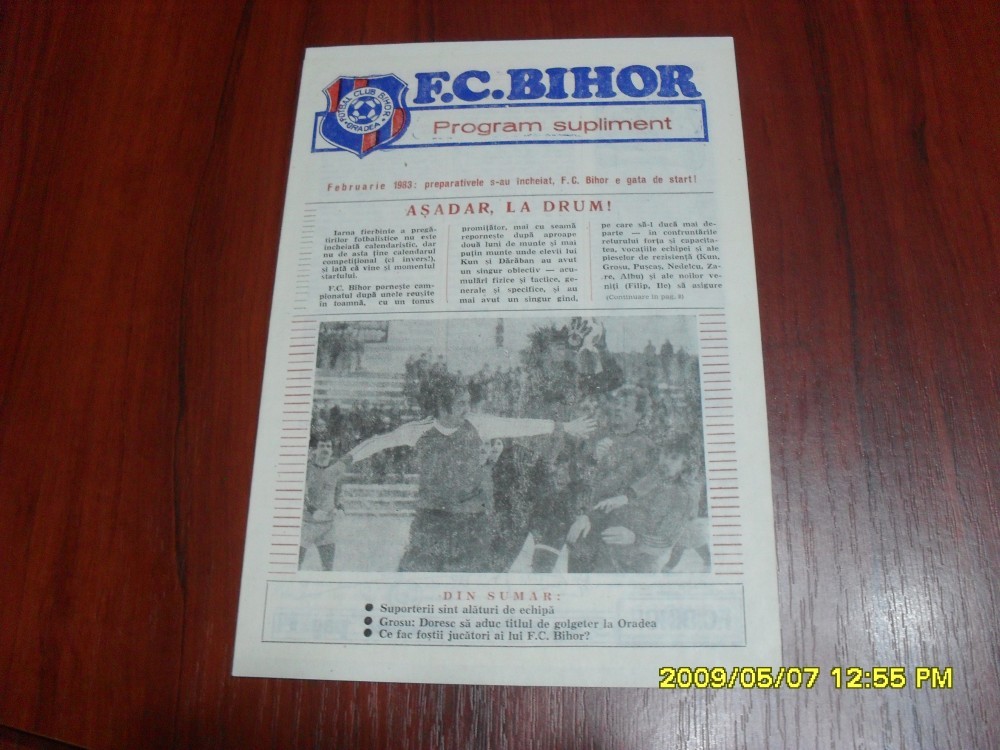 F.C. BIHOR
FOTBAL CLUB BIHOR
ORADEA
Program supliment
Februarie 1983: preparativele s-au încheiat, F.C. Bihor e gata de start!
AȘADAR, LA DRUM!
Iarna fierbinte a pregă-
tirilor fotbalistice nu este
încheiată calendaristic, dar
nu de asta ține calendarul
competițional (ci invers!),
și iată că vine și momentul
startului.
F.C. Bihor pornește cam-
pionatul după unele reușite
în toamnă, cu un tonus
promițător, mai cu seamă
repornește după aproape
două luni de munte și mai
puțin munte unde elevii lui
Kun și Dărăban au avut
un singur obiectiv — acu-
mulări fizice și tactice, ge-
nerale și specifice, și au
mai avut un singur gînd,
pe care să-l ducă mai de-
parte — în confruntările
returului forța și capacita-
tea, vocațiile echipei și ale
pieselor de rezistență (Kun,
Grosu, Pușcaș, Nedelcu, Za-
re, Albu) și ale noilor ve-
niți (Filip, Ile) să asigure
(Continuare în pag. 8)
DIN SUMAR:
● Suporterii sînt alături de echipă
● Grosu: Doresc să aduc titlul de golgeter la Oradea
● Ce fac foștii jucători ai lui F.C. Bihor?
2009/05/07 12:55 PM